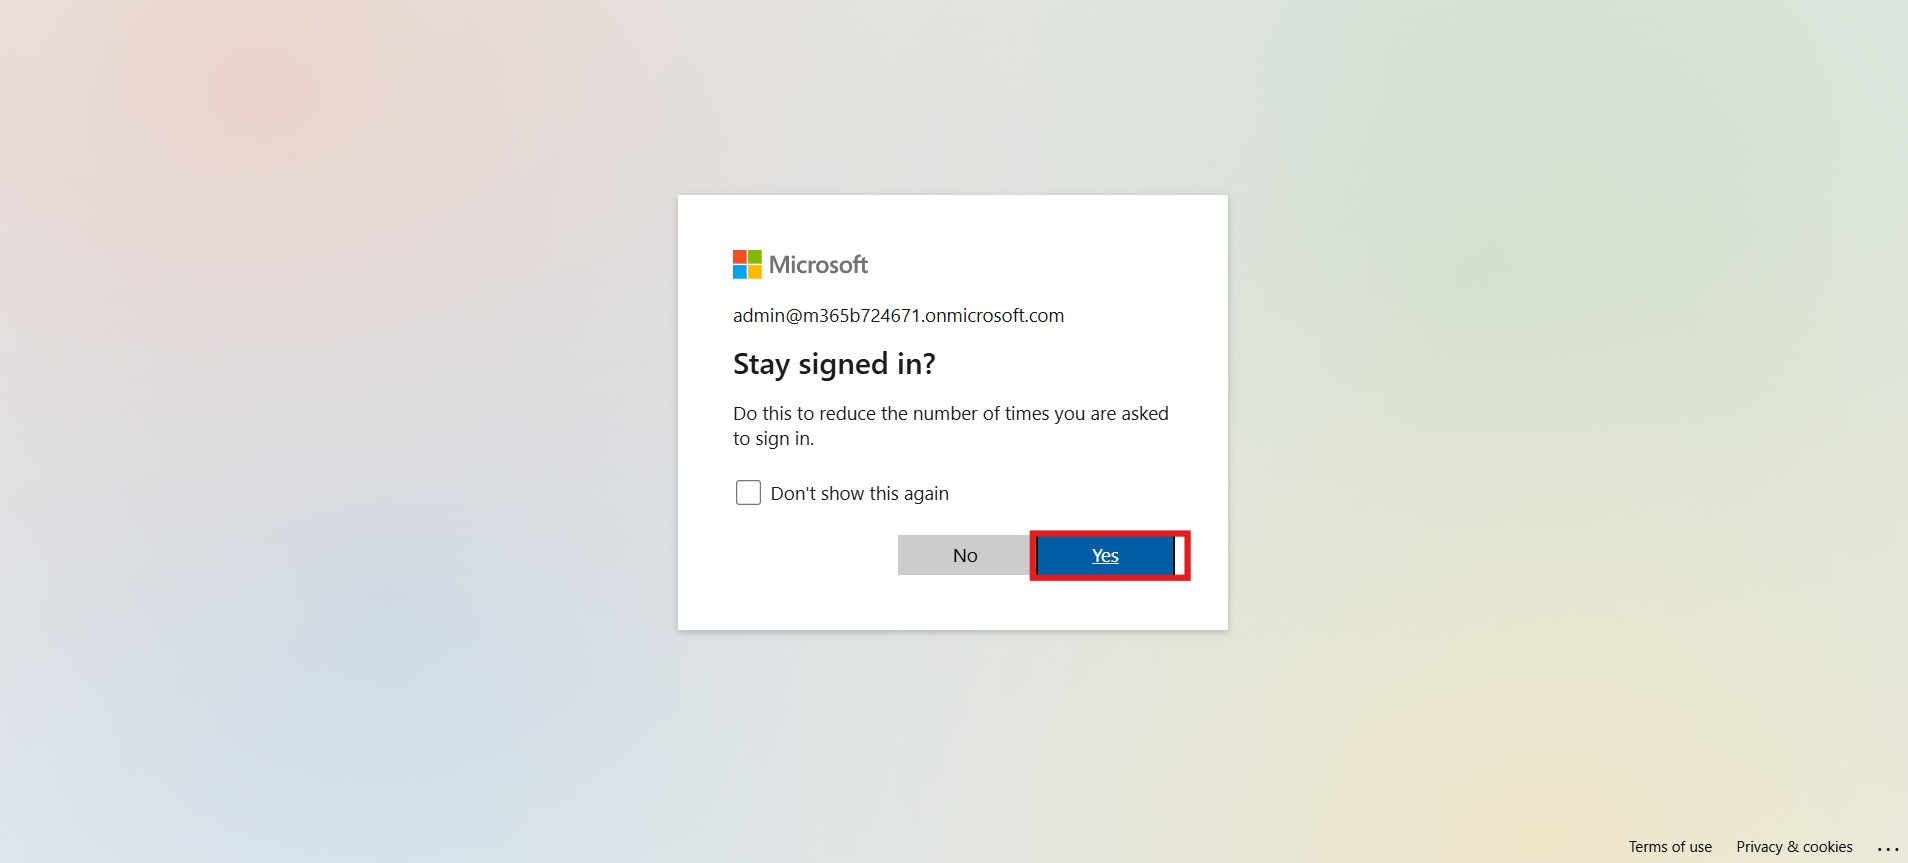 Microsoft
admin@m365b724671.onmicrosoft.com
Stay signed in?
Do this to reduce the number of times you are asked
to sign in.
Don't show this again
No
Yes
Terms of use
Privacy & cookies
...